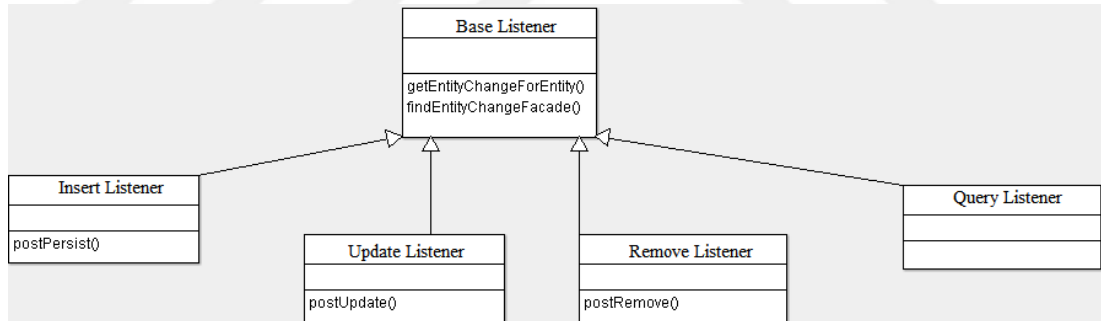 Base Listener
getEntityChangeForEntity()
findEntityChangeFacade()
Insert Listener
postPersist()
Update Listener
postUpdate()
Remove Listener
postRemove()
Query Listener